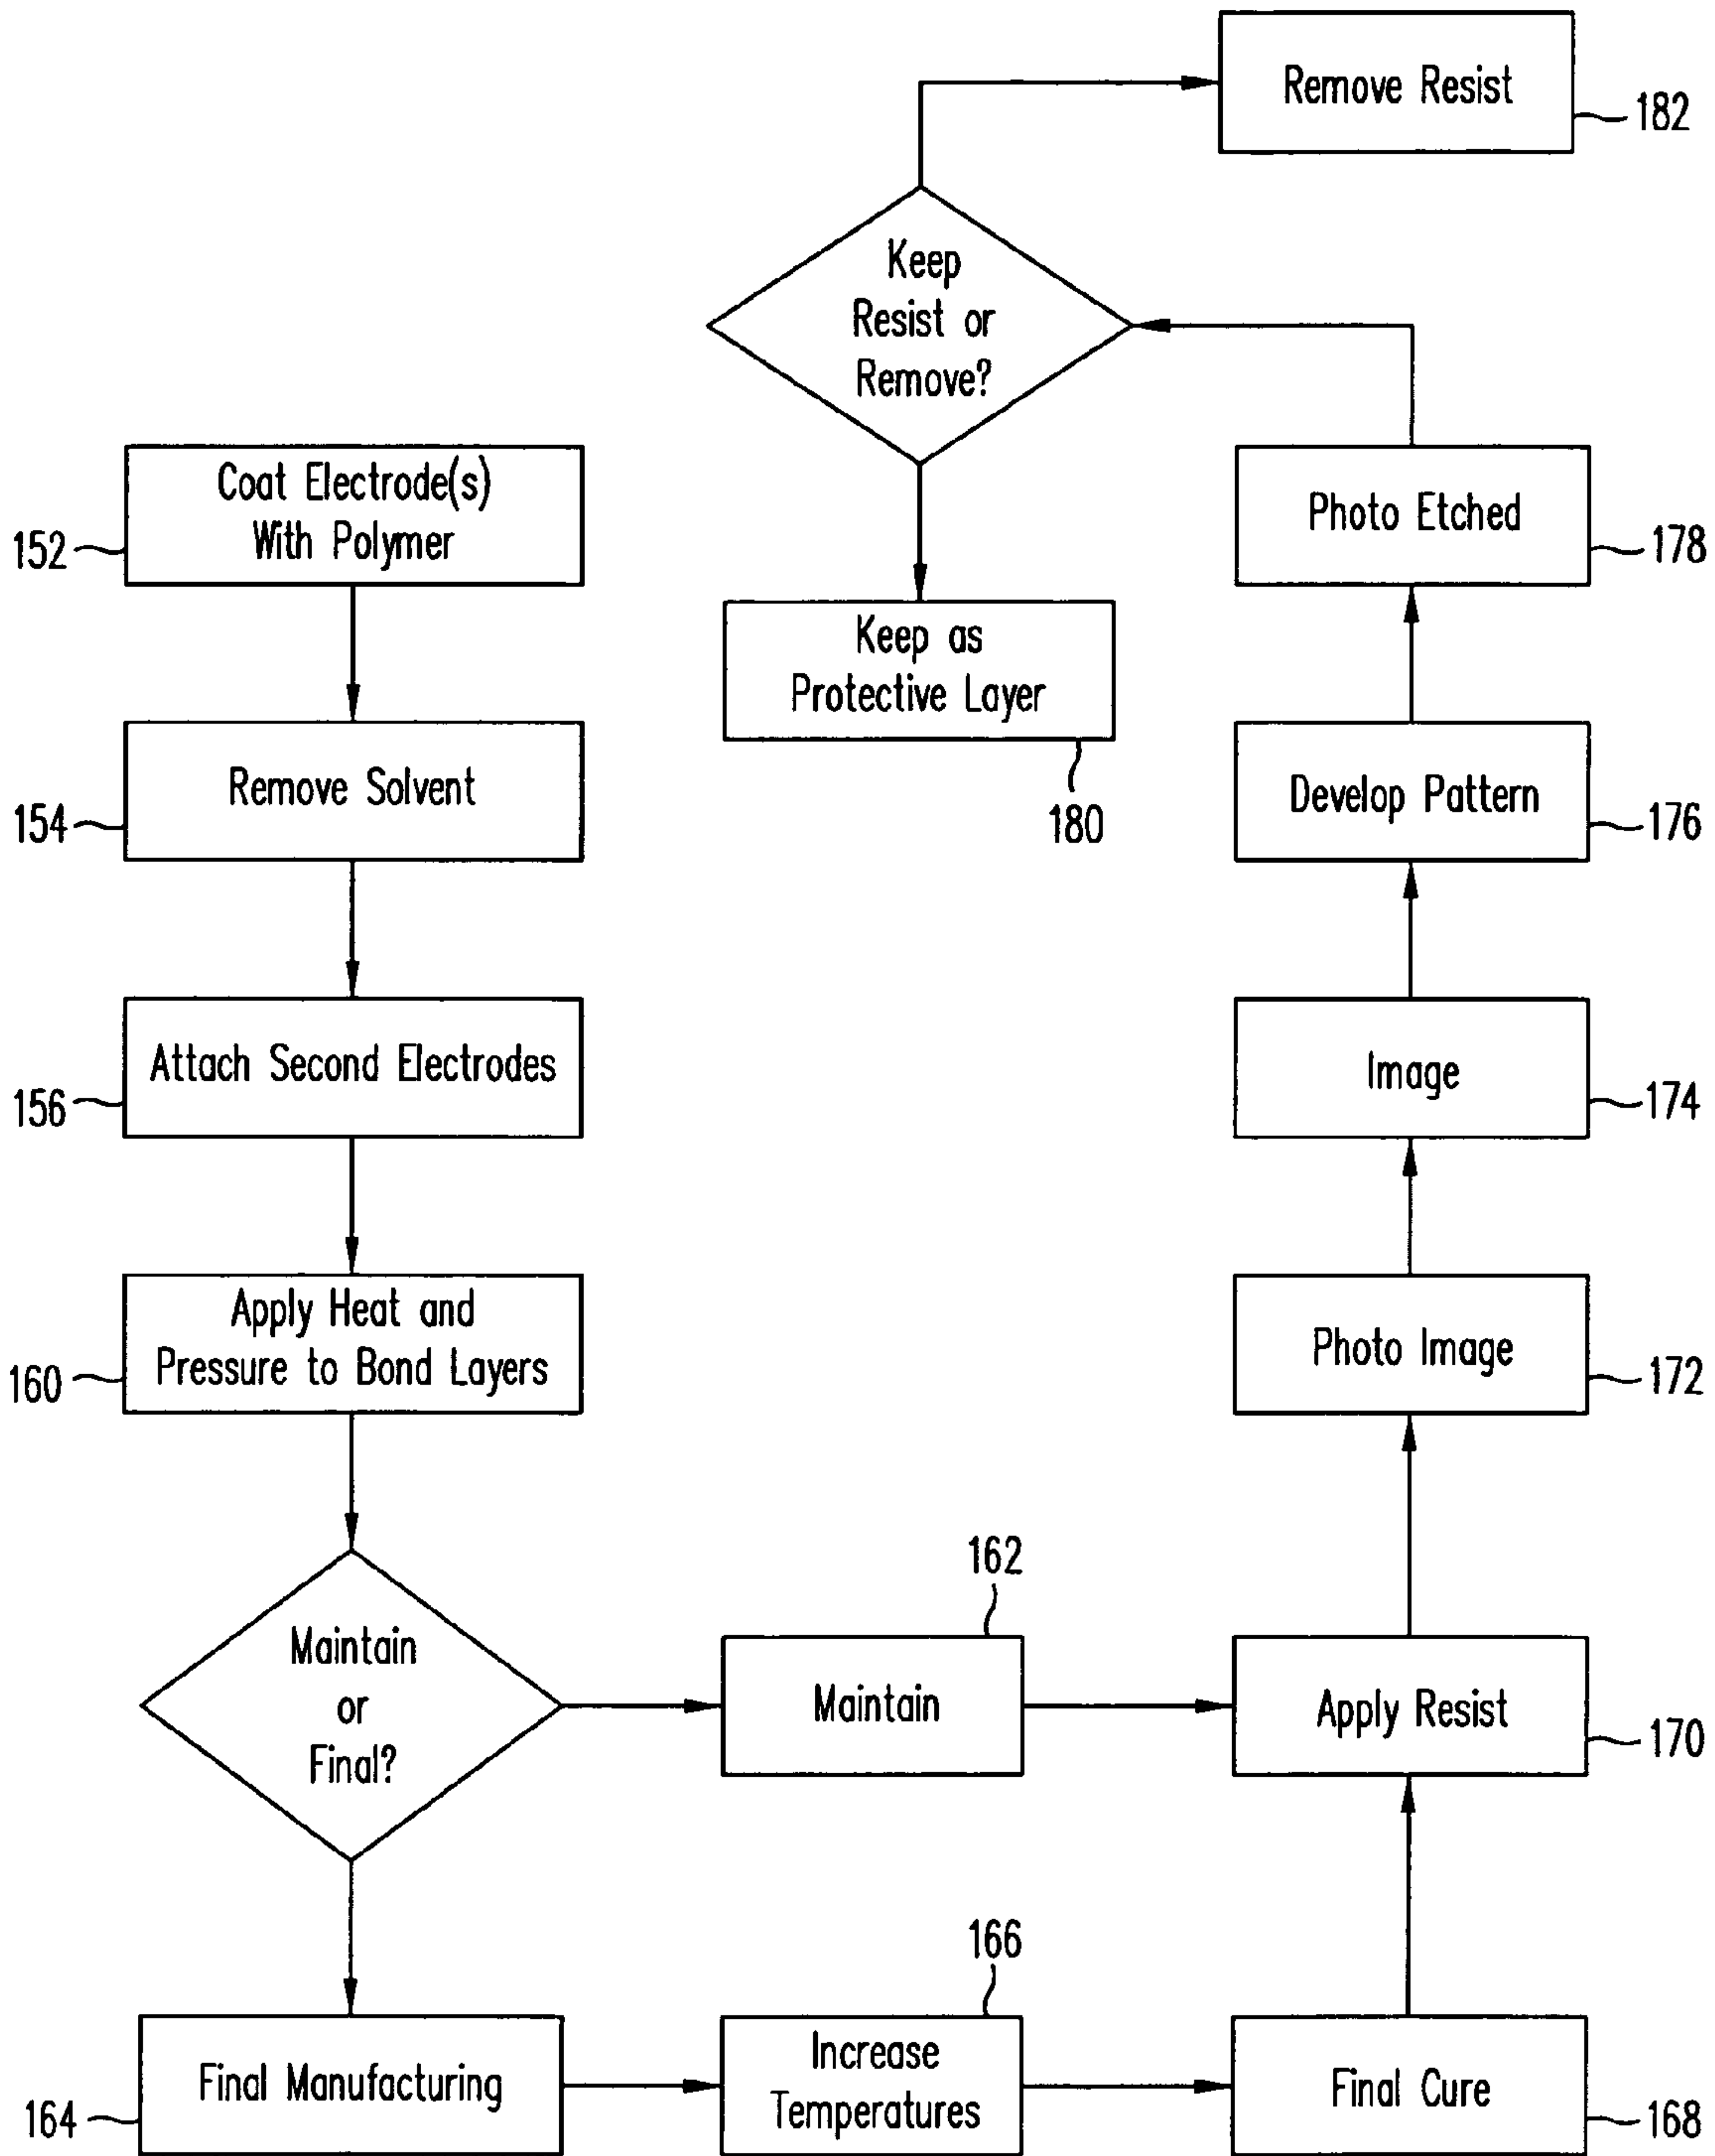 Coat Electrode(s)
With Polymer
152
Remove Solvent
154
Attach Second Electrodes
156
Apply Heat and
Pressure to Bond Layers
160
Maintain
or
Final?
162
Maintain
Final Manufacturing
164
166
Increase
Temperatures
Final Cure
168
Apply Resist
170
Photo Image
172
Image
174
Develop Pattern
176
Photo Etched
178
Keep
Resist or
Remove?
Keep as
Protective Layer
180
Remove Resist
182